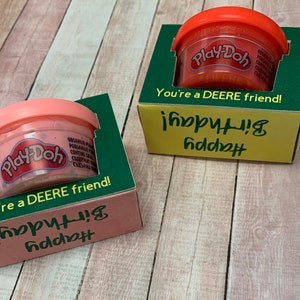 Play-Doh
You're a DEERE friend!
Happy
Birthday!
Play-Doh
're a DEERE friend!
Happy
Birthday!